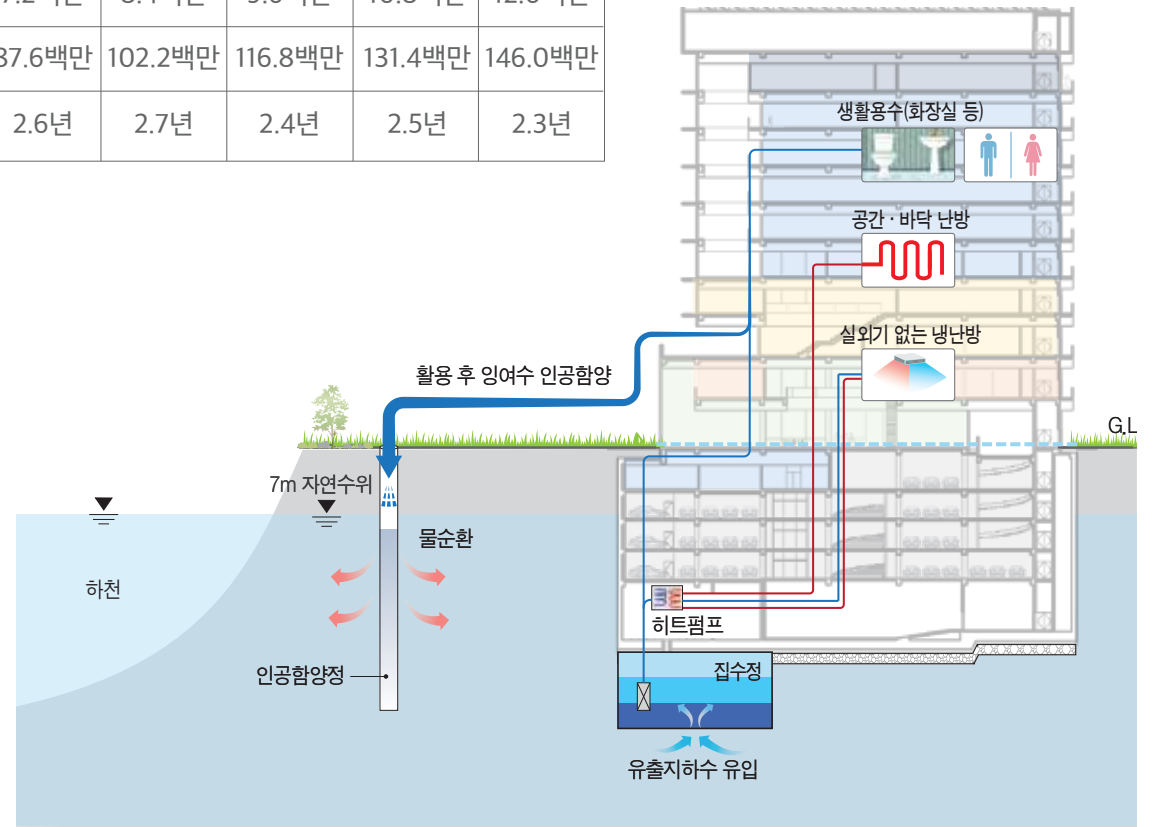 87.6백만 102.2백만 116.8백만 131.4백만 146.0백만
2.6년 2.7년 2.4년 2.5년 2.3년
생활용수(화장실 등)
공간 · 바닥 난방
실외기 없는 냉난방
활용 후 잉여수 인공함양
G.L
7m 자연수위
물순환
하천
히트펌프
인공함양정
집수정
유출지하수 유입